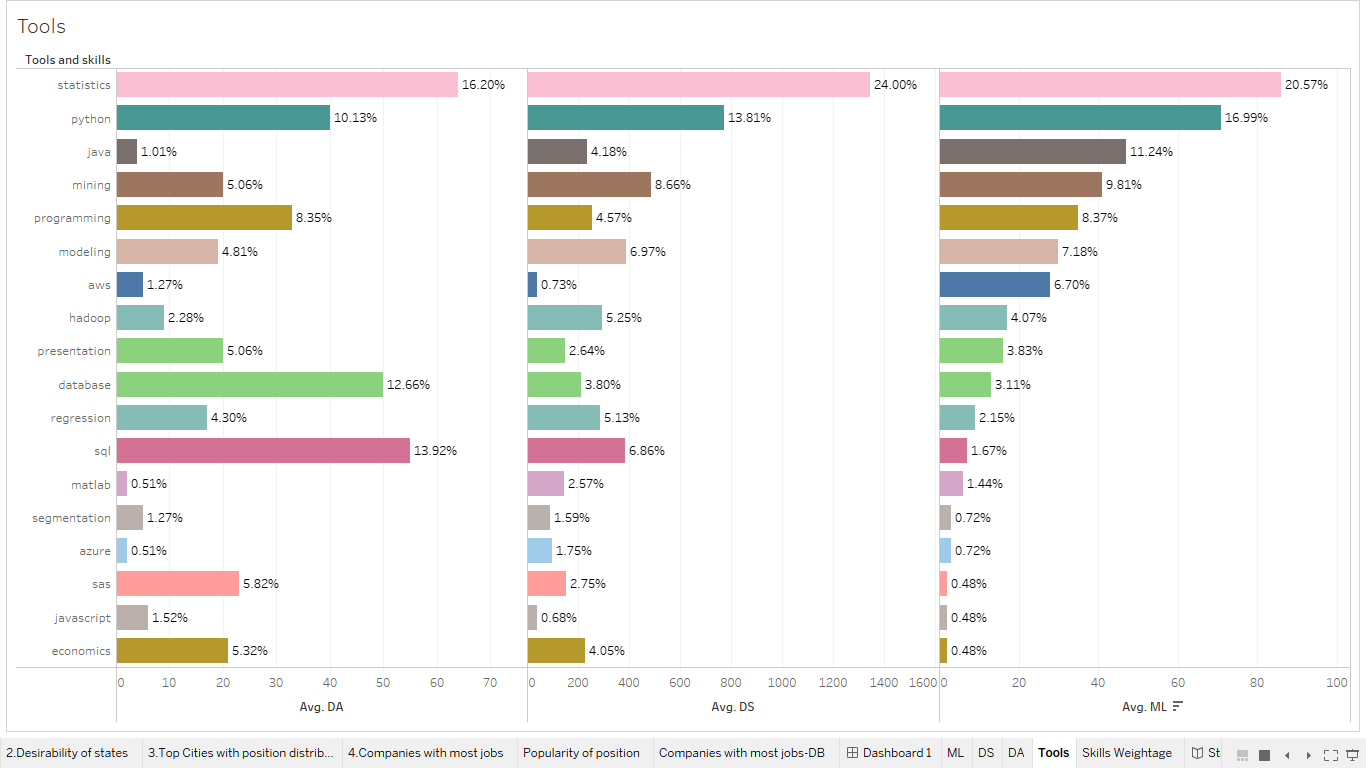 Tools
Tools and skills
statistics 16.20% 24.00% 20.57%
python 10.13% 13.81% 16.99%
java 1.01% 4.18% 11.24%
mining 5.06% 8.66% 9.81%
programming 8.35% 4.57% 8.37%
modeling 4.81% 6.97% 7.18%
aws 1.27% 0.73% 6.70%
hadoop 2.28% 5.25% 4.07%
presentation 5.06% 2.64% 3.83%
database 12.66% 3.80% 3.11%
regression 4.30% 5.13% 2.15%
sql 13.92% 6.86% 1.67%
matlab 0.51% 2.57% 1.44%
segmentation 1.27% 1.59% 0.72%
azure 0.51% 1.75% 0.72%
sas 5.82% 2.75% 0.48%
javascript 1.52% 0.68% 0.48%
economics 5.32% 4.05% 0.48%
0 10 20 30 40 50 60 70 0 200 400 600 800 1000 1200 1400 1600 0 20 40 60 80 100
Avg. DA Avg. DS Avg. ML
2.Desirability of states 3.Top Cities with position distrib... 4.Companies with most jobs Popularity of position Companies with most jobs-DB Dashboard 1 ML DS DA Tools Skills Weightage St